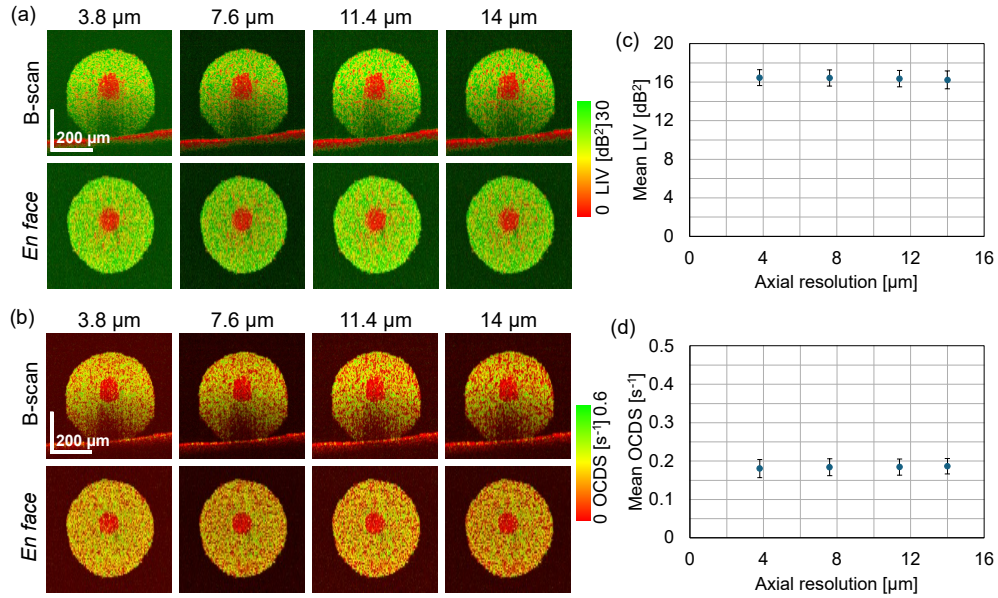 (a)
3.8 µm 7.6 µm 11.4 µm 14 µm
B-scan
200 µm
En face
0 LIV [dB²]30
(b)
3.8 µm 7.6 µm 11.4 µm 14 µm
B-scan
200 µm
En face
0 OCDS [s⁻¹] 0.6
(c)
Mean LIV [dB²]
20
16
12
8
4
0
0 4 8 12 16
Axial resolution [µm]
(d)
Mean OCDS [s⁻¹]
0.5
0.4
0.3
0.2
0.1
0
0 4 8 12 16
Axial resolution [µm]